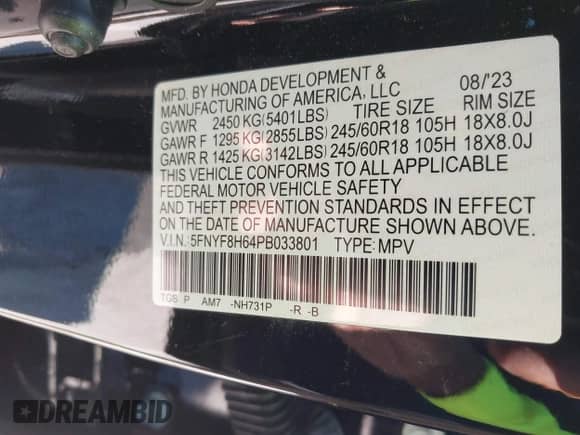 MFD. BY HONDA DEVELOPMENT & 08/'23
MANUFACTURING OF AMERICA, LLC
GVWR 2450 KG(5401LBS) TIRE SIZE RIM SIZE
GAWR F 1295 KG(2855LBS) 245/60R18 105H 18X8.0J
GAWR R 1425 KG(3142LBS) 245/60R18 105H 18X8.0J
THIS VEHICLE CONFORMS TO ALL APPLICABLE
FEDERAL MOTOR VEHICLE SAFETY
AND THEFT PREVENTION STANDARDS IN EFFECT
ON THE DATE OF MANUFACTURE SHOWN ABOVE.
V.I.N. 5FNYF8H64PB033801 TYPE:MPV
TGS P AM7 -NH731P -R -B
DREAMBID